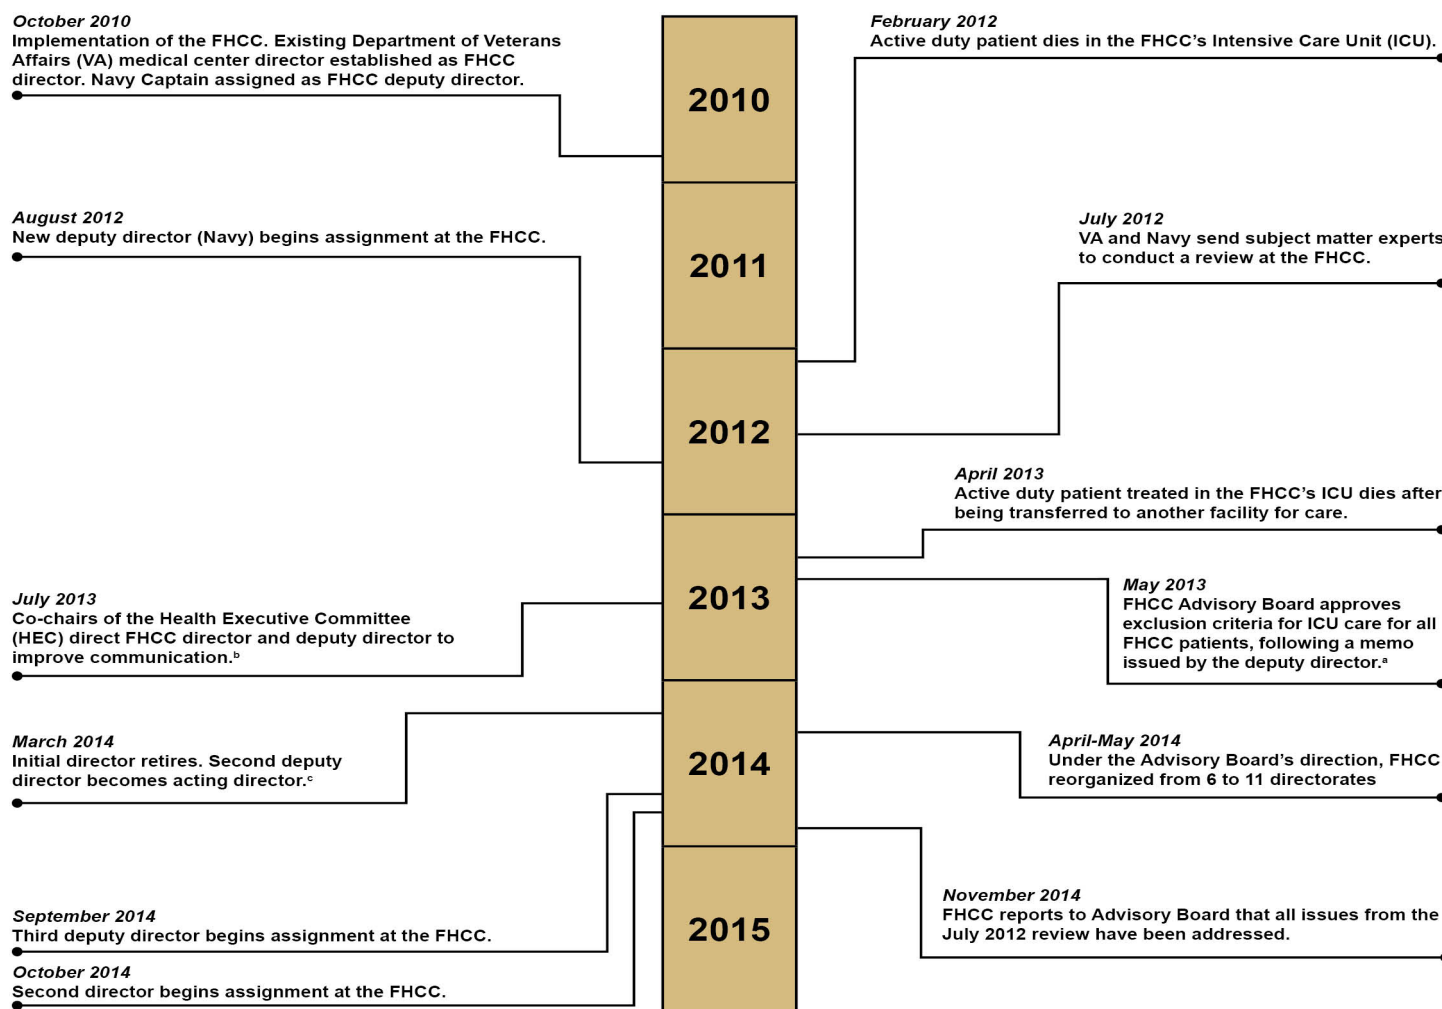 October 2010
Implementation of the FHCC. Existing Department of Veterans
Affairs (VA) medical center director established as FHCC
director. Navy Captain assigned as FHCC deputy director.
August 2012
New deputy director (Navy) begins assignment at the FHCC.
July 2013
Co-chairs of the Health Executive Committee
(HEC) direct FHCC director and deputy director to
improve communication.ᵇ
March 2014
Initial director retires. Second deputy
director becomes acting director.ᶜ
September 2014
Third deputy director begins assignment at the FHCC.
October 2014
Second director begins assignment at the FHCC.
2010
2011
2012
2013
2014
2015
February 2012
Active duty patient dies in the FHCC’s Intensive Care Unit (ICU).
July 2012
VA and Navy send subject matter experts
to conduct a review at the FHCC.
April 2013
Active duty patient treated in the FHCC’s ICU dies after
being transferred to another facility for care.
May 2013
FHCC Advisory Board approves
exclusion criteria for ICU care for all
FHCC patients, following a memo
issued by the deputy director.ᵃ
April-May 2014
Under the Advisory Board’s direction, FHCC
reorganized from 6 to 11 directorates
November 2014
FHCC reports to Advisory Board that all issues from the
July 2012 review have been addressed.